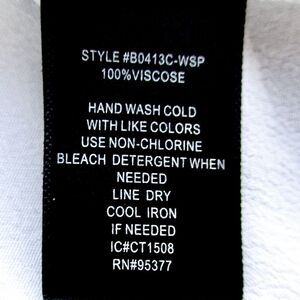 STYLE #B0413C-WSP
100%VISCOSE
HAND WASH COLD
WITH LIKE COLORS
USE NON-CHLORINE
BLEACH DETERGENT WHEN
NEEDED
LINE DRY
COOL IRON
IF NEEDED
IC#CT1508
RN#95377